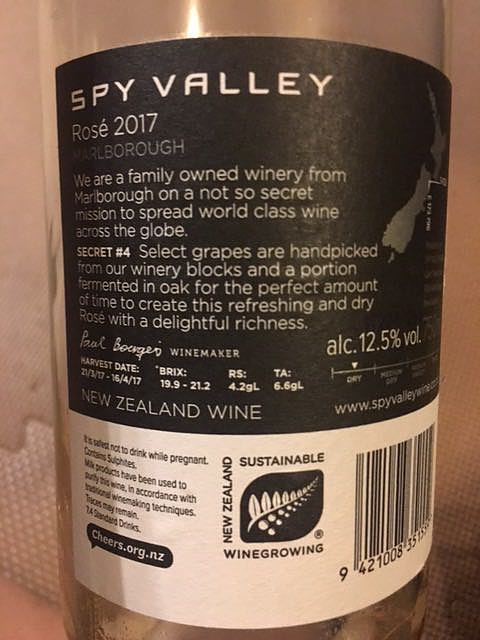 SPY VALLEY
Rosé 2017
MARLBOROUGH
We are a family owned winery from
Marlborough on a not so secret
mission to spread world class wine
across the globe.
SECRET #4 Select grapes are handpicked
from our winery blocks and a portion
fermented in oak for the perfect amount
of time to create this refreshing and dry
Rosé with a delightful richness.
Paul Bourgeois WINEMAKER
alc.12.5% vol.
HARVEST DATE: °BRIX: RS: TA:
21/3/17 - 16/4/17 19.9 - 21.2 4.2gL 6.6gL
DRY MEDIUM DRY
NEW ZEALAND WINE
www.spyvalleywine.co
It is safest not to drink while pregnant.
Contains Sulphites.
Milk products have been used to
purify this wine, in accordance with
traditional winemaking techniques.
Traces may remain.
7.4 Standard Drinks.
Cheers.org.nz
NEW ZEALAND
SUSTAINABLE
WINEGROWING
®
9 421008 351